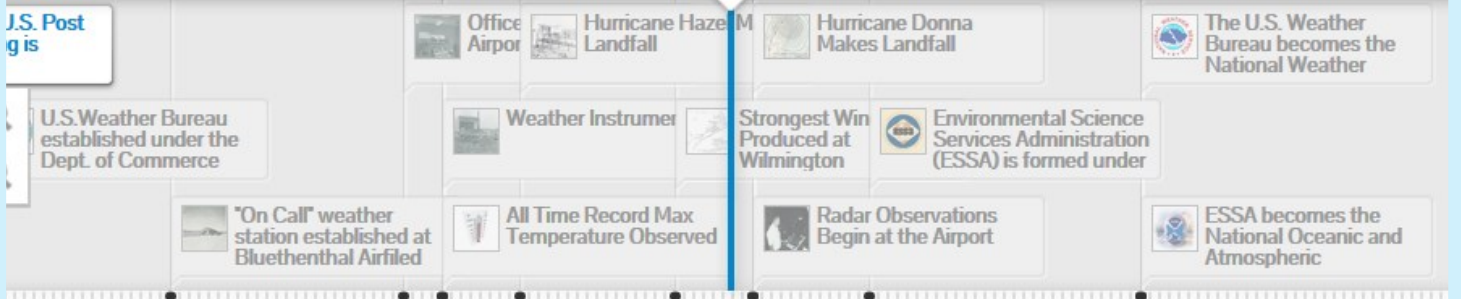 J.S. Post
g is
Office
Airpor
Hurricane Hazel M
Landfall
Hurricane Donna
Makes Landfall
The U.S. Weather
Bureau becomes the
National Weather
U.S.Weather Bureau
established under the
Dept. of Commerce
Weather Instrumer
Strongest Win
Produced at
Wilmington
Environmental Science
Services Administration
(ESSA) is formed under
"On Call" weather
station established at
Bluethenthal Airfiled
All Time Record Max
Temperature Observed
Radar Observations
Begin at the Airport
ESSA becomes the
National Oceanic and
Atmospheric